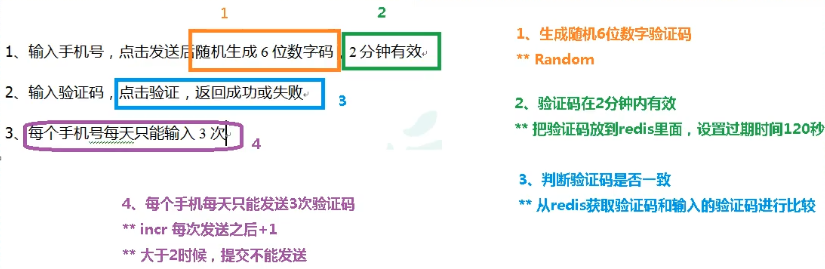 1
2
1、输入手机号，点击发送后随机生成 6 位数字码，2 分钟有效
2、输入验证码，点击验证，返回成功或失败
3
3、每个手机号每天只能输入 3 次
4
4、每个手机每天只能发送3次验证码
** incr 每次发送之后+1
** 大于2时候，提交不能发送
1、生成随机6位数字验证码
** Random
2、验证码在2分钟内有效
** 把验证码放到redis里面，设置过期时间120秒
3、判断验证码是否一致
** 从redis获取验证码和输入的验证码进行比较